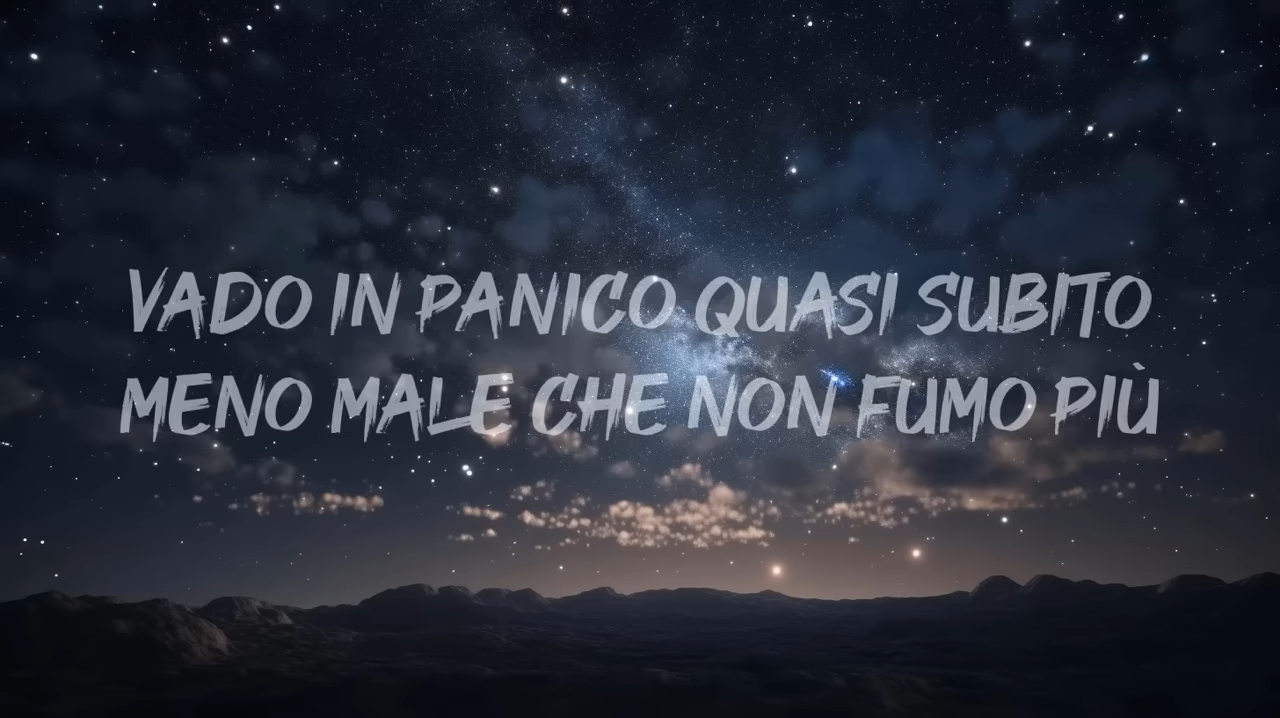 VADO IN PANICO QUASI SUBITO
MENO MALE CHE NON FUMO PIÙ